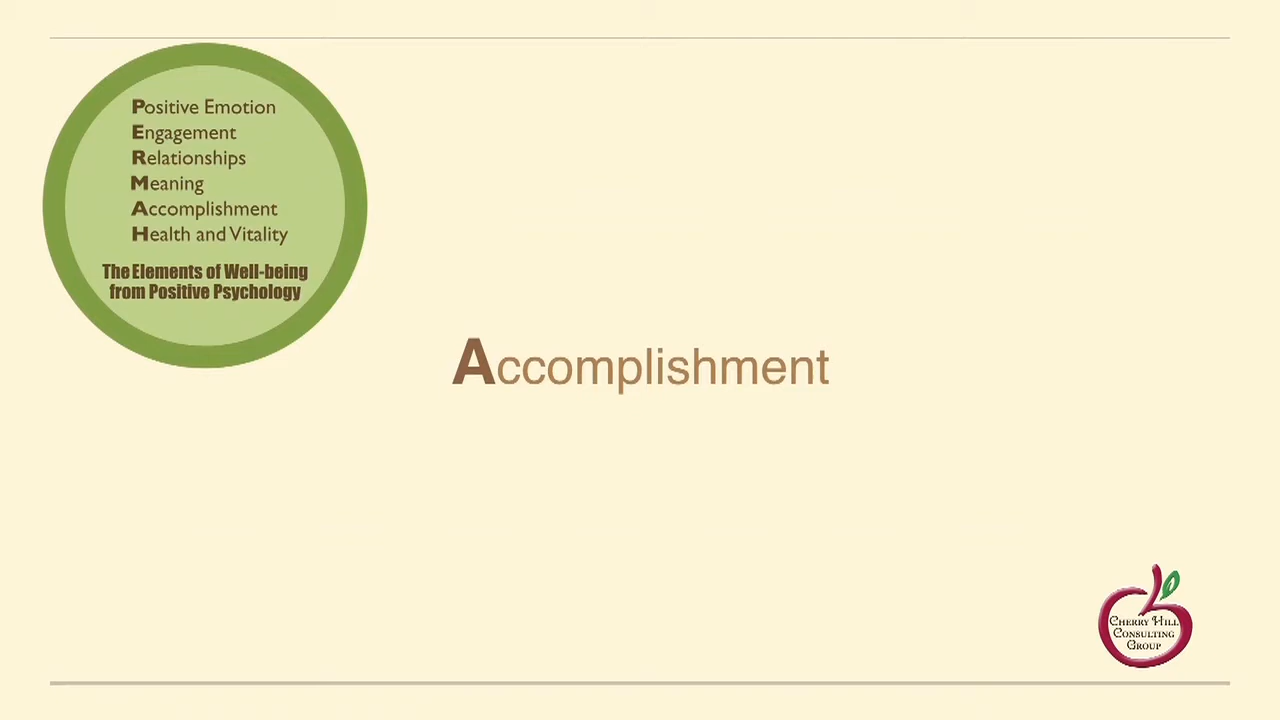 Positive Emotion
Engagement
Relationships
Meaning
Accomplishment
Health and Vitality
The Elements of Well-being
from Positive Psychology
Accomplishment
Cherry Hill
Consulting
Group